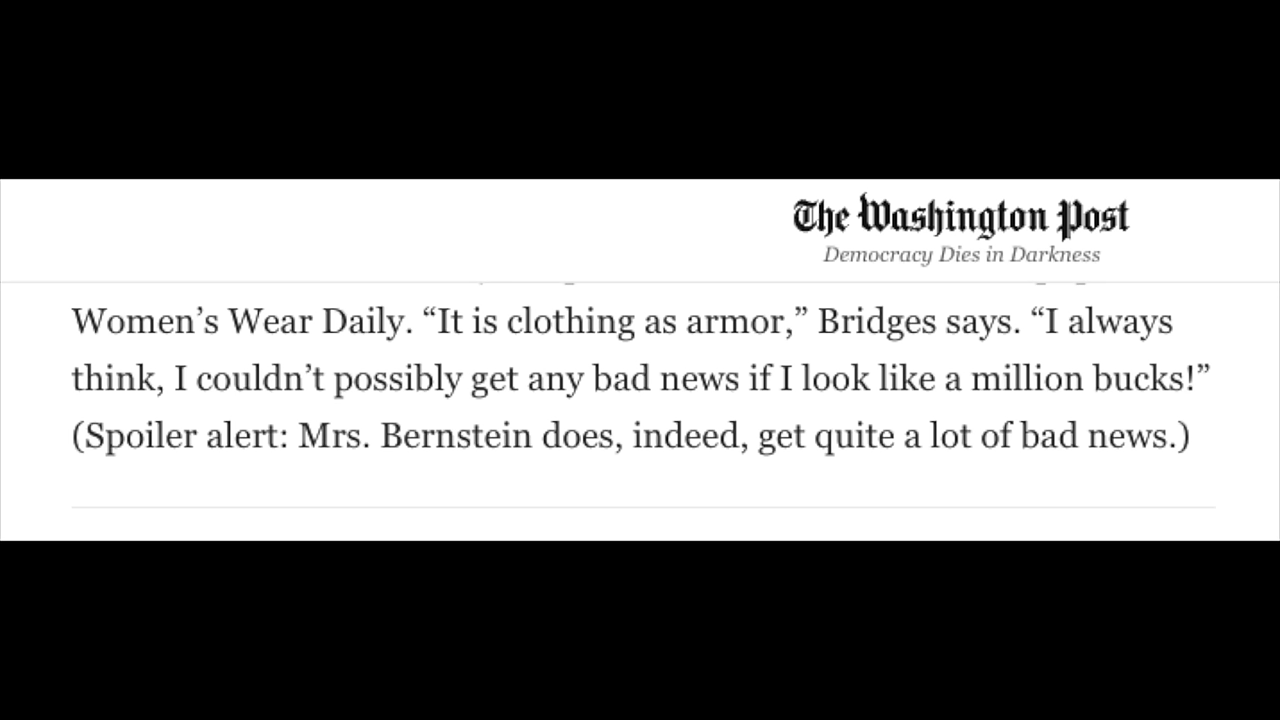 The Washington Post
Democracy Dies in Darkness
Women’s Wear Daily. “It is clothing as armor,” Bridges says. “I always
think, I couldn’t possibly get any bad news if I look like a million bucks!”
(Spoiler alert: Mrs. Bernstein does, indeed, get quite a lot of bad news.)